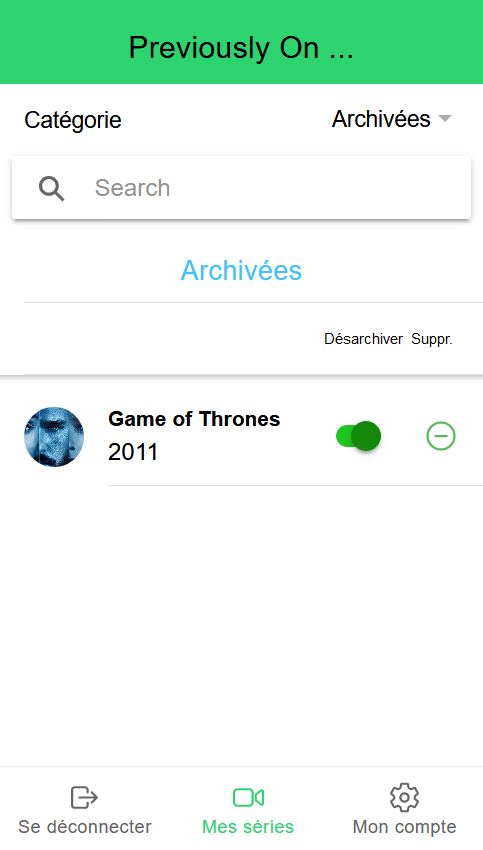 Previously On ...
Catégorie Archivées
Search
Archivées
Désarchiver Suppr.
Game of Thrones
2011
Se déconnecter Mes séries Mon compte